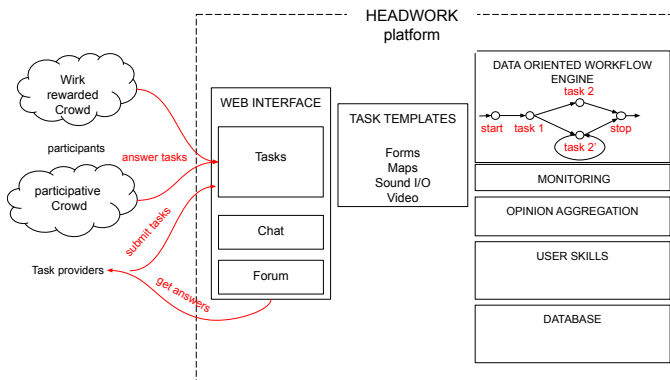 HEADWORK
platform
Wirk
rewarded
Crowd
participants
answer tasks
participative
Crowd
submit tasks
Task providers
get answers
WEB INTERFACE
Tasks
Chat
Forum
TASK TEMPLATES
Forms
Maps
Sound I/O
Video
DATA ORIENTED WORKFLOW
ENGINE
task 2
start
task 1
stop
task 2'
MONITORING
OPINION AGGREGATION
USER SKILLS
DATABASE